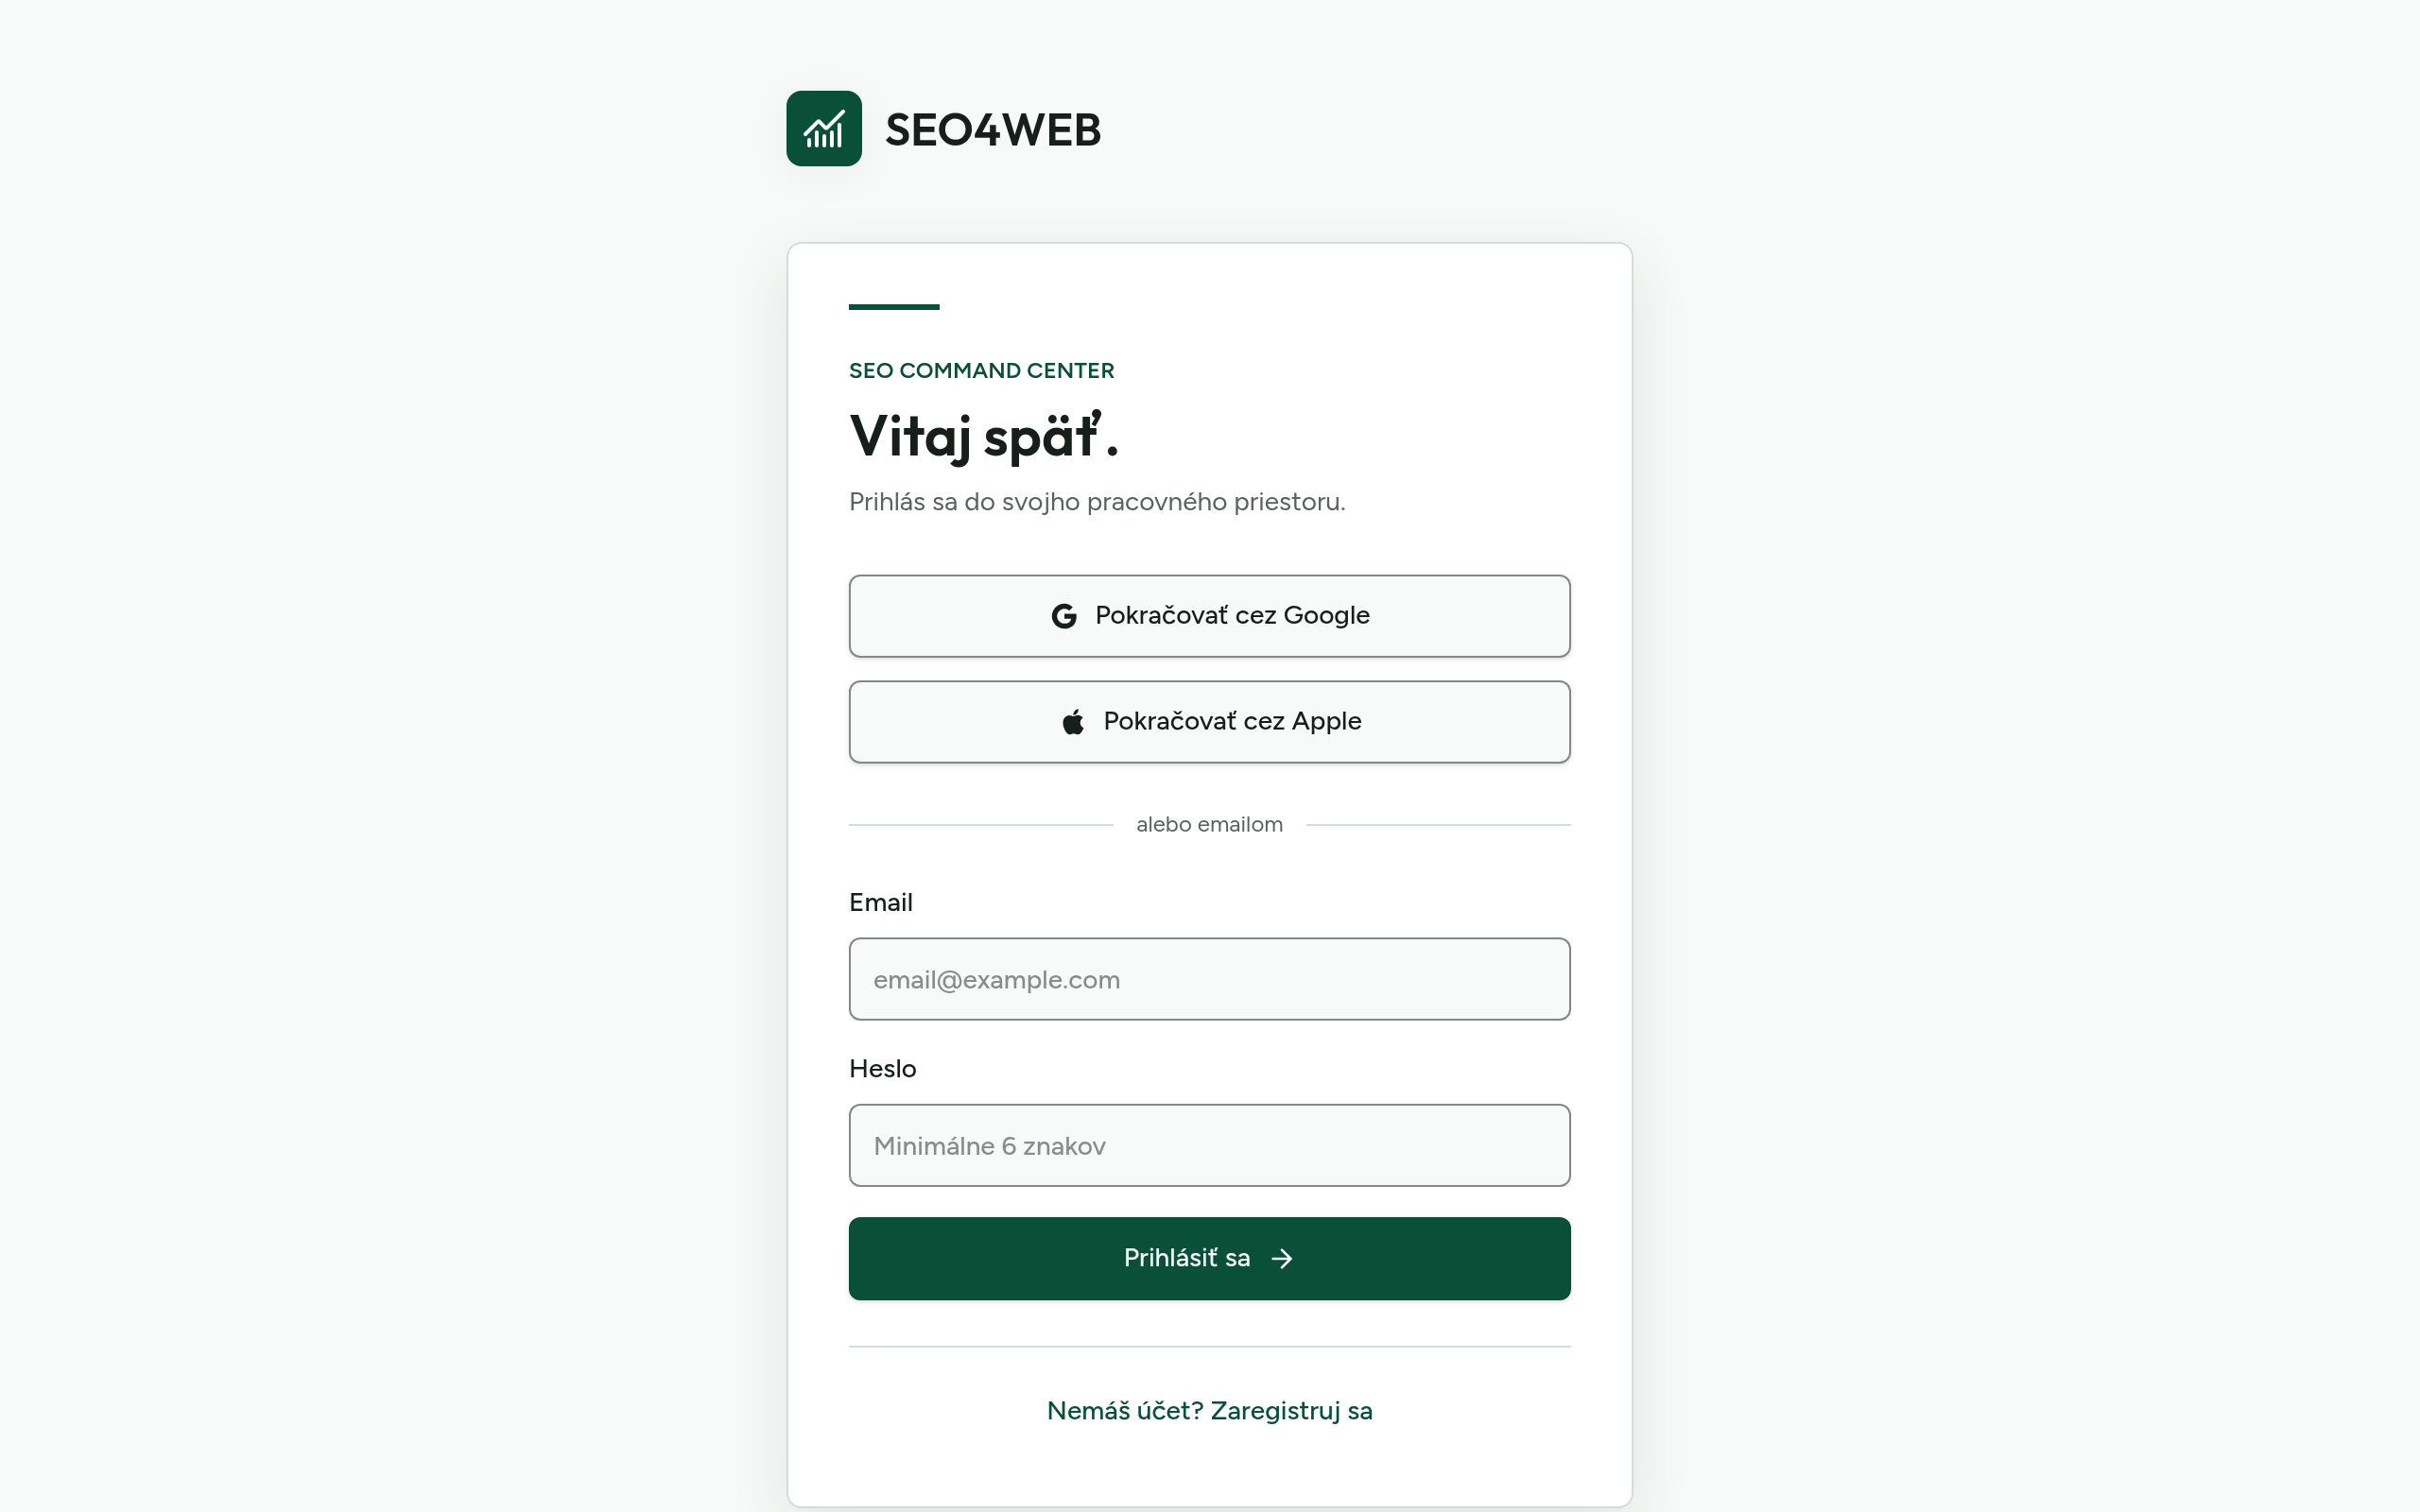 SEO4WEB
SEO COMMAND CENTER
Vitaj späť.
Prihlás sa do svojho pracovného priestoru.
Pokračovať cez Google
Pokračovať cez Apple
alebo emailom
Email
email@example.com
Heslo
Minimálne 6 znakov
Prihlásiť sa
Nemáš účet? Zaregistruj sa